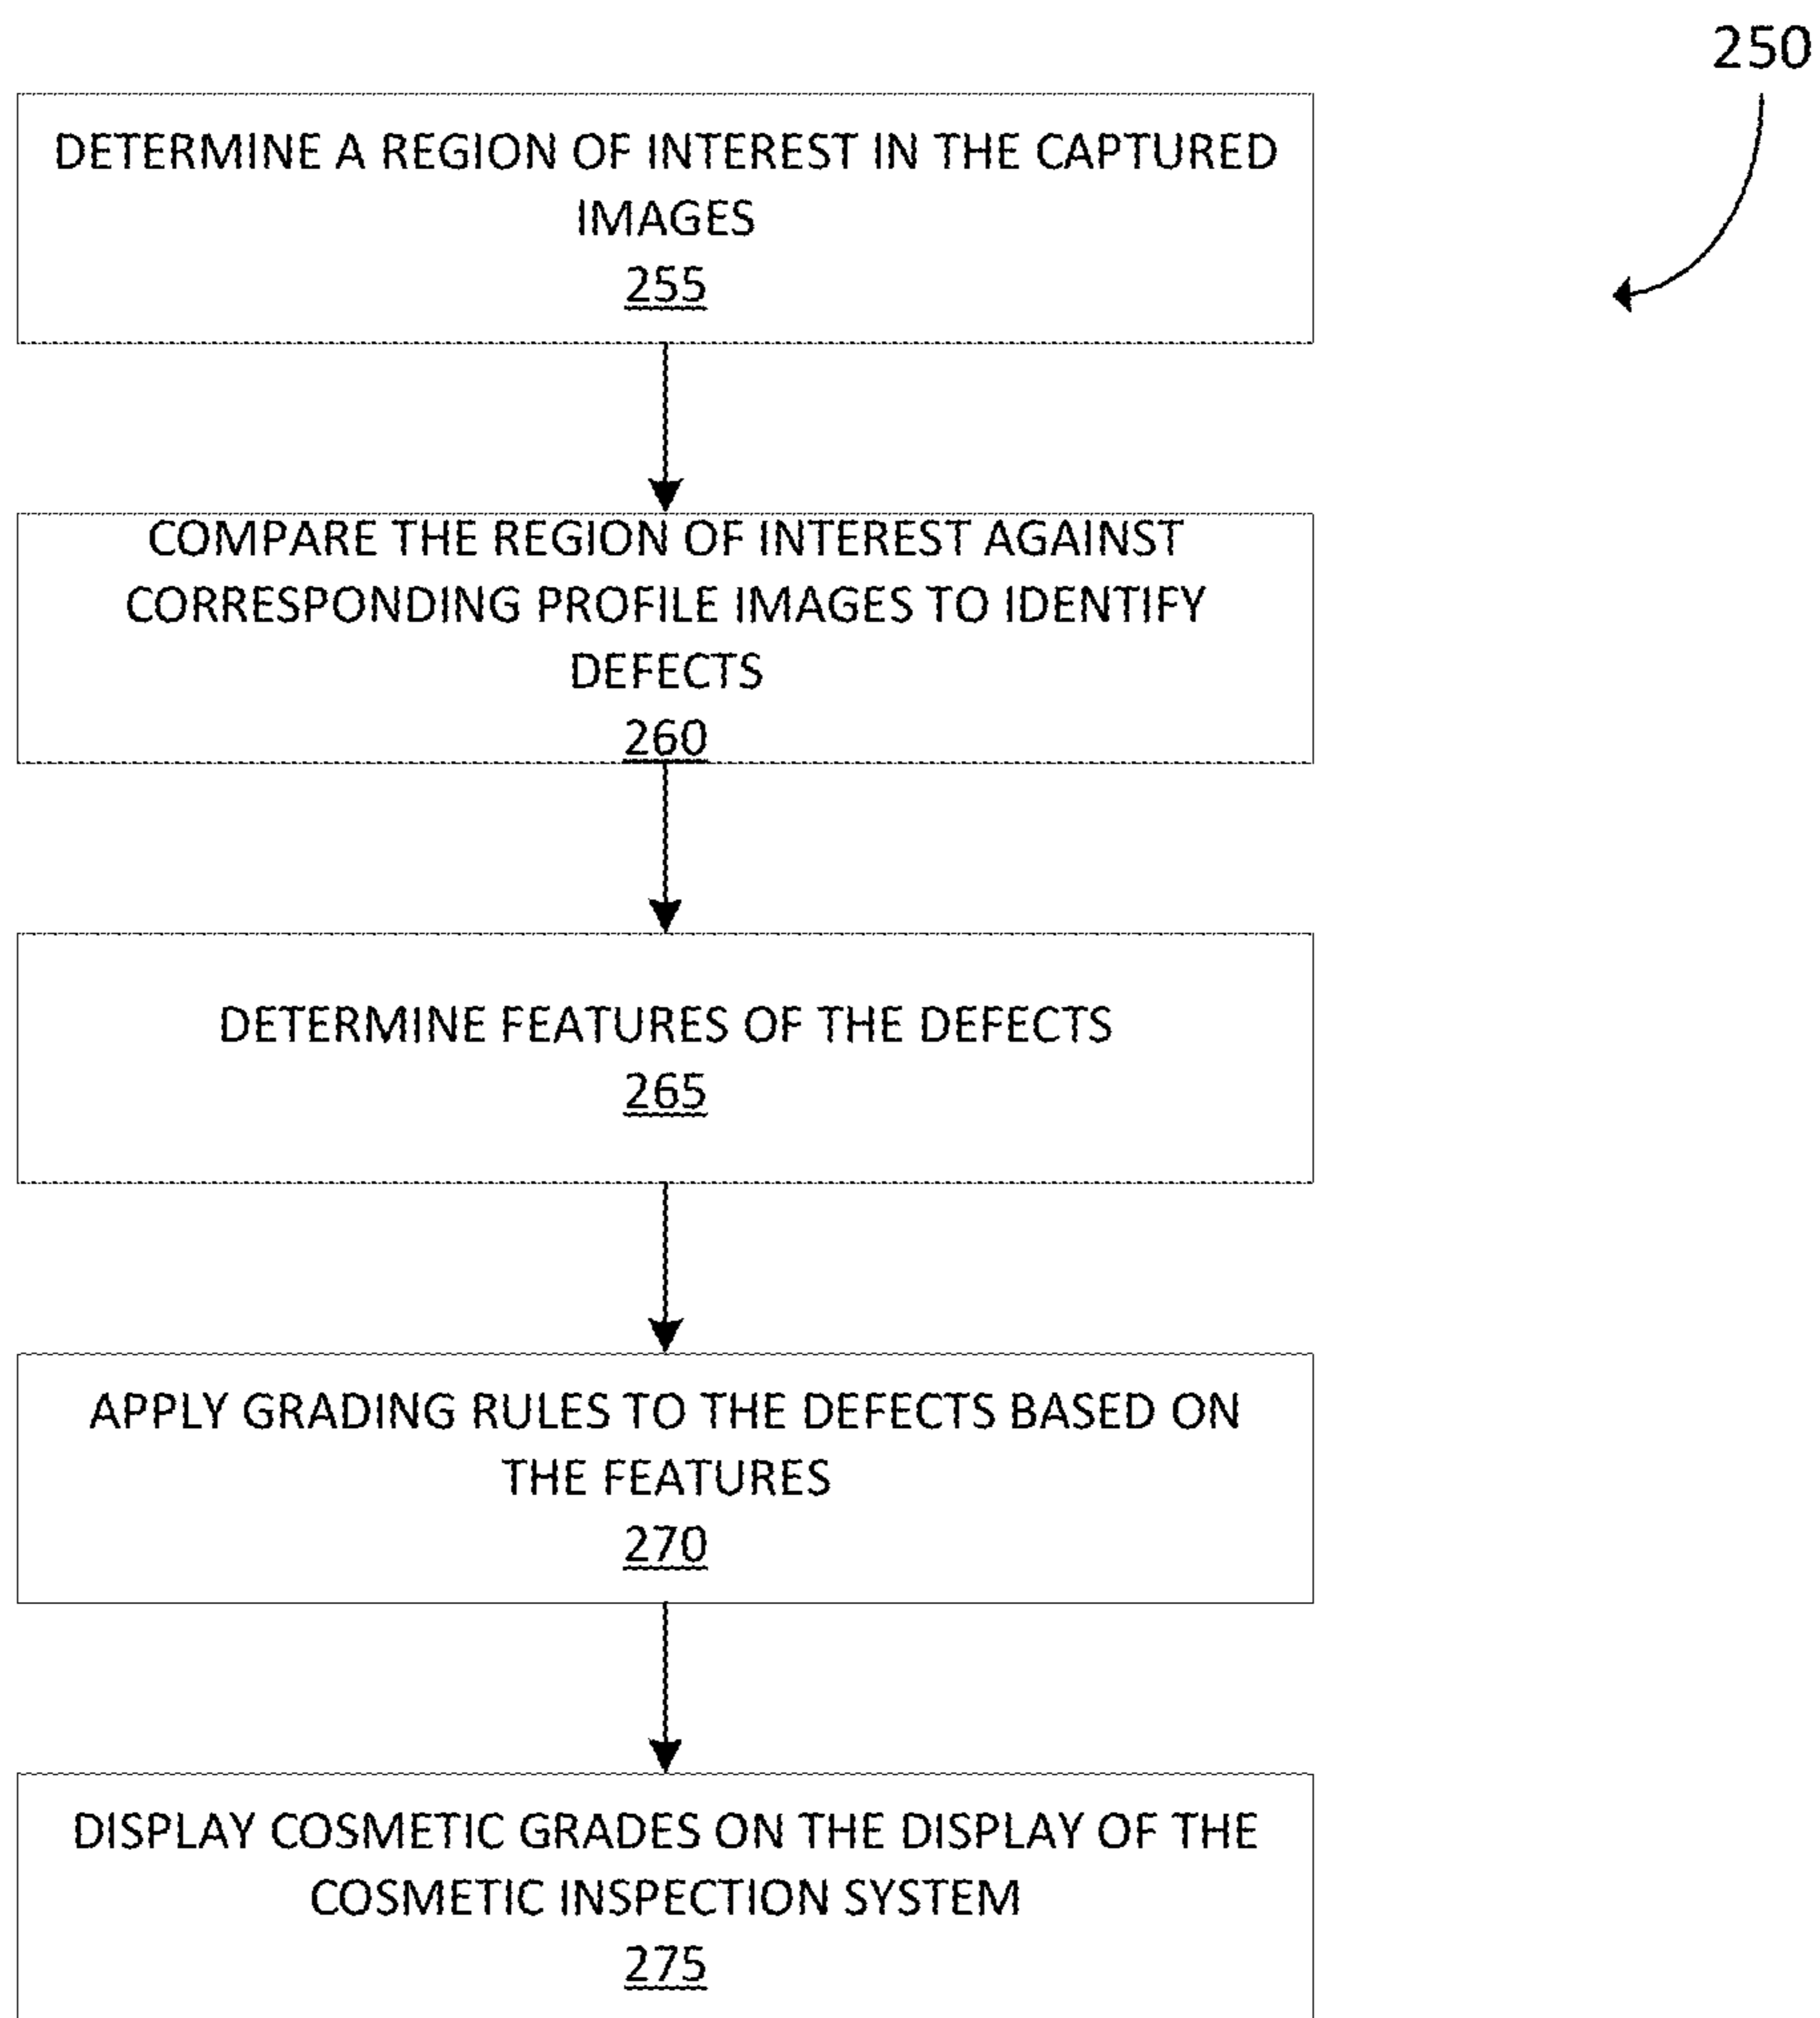 250
DETERMINE A REGION OF INTEREST IN THE CAPTURED
IMAGES
255
COMPARE THE REGION OF INTEREST AGAINST
CORRESPONDING PROFILE IMAGES TO IDENTIFY
DEFECTS
260
DETERMINE FEATURES OF THE DEFECTS
265
APPLY GRADING RULES TO THE DEFECTS BASED ON
THE FEATURES
270
DISPLAY COSMETIC GRADES ON THE DISPLAY OF THE
COSMETIC INSPECTION SYSTEM
275